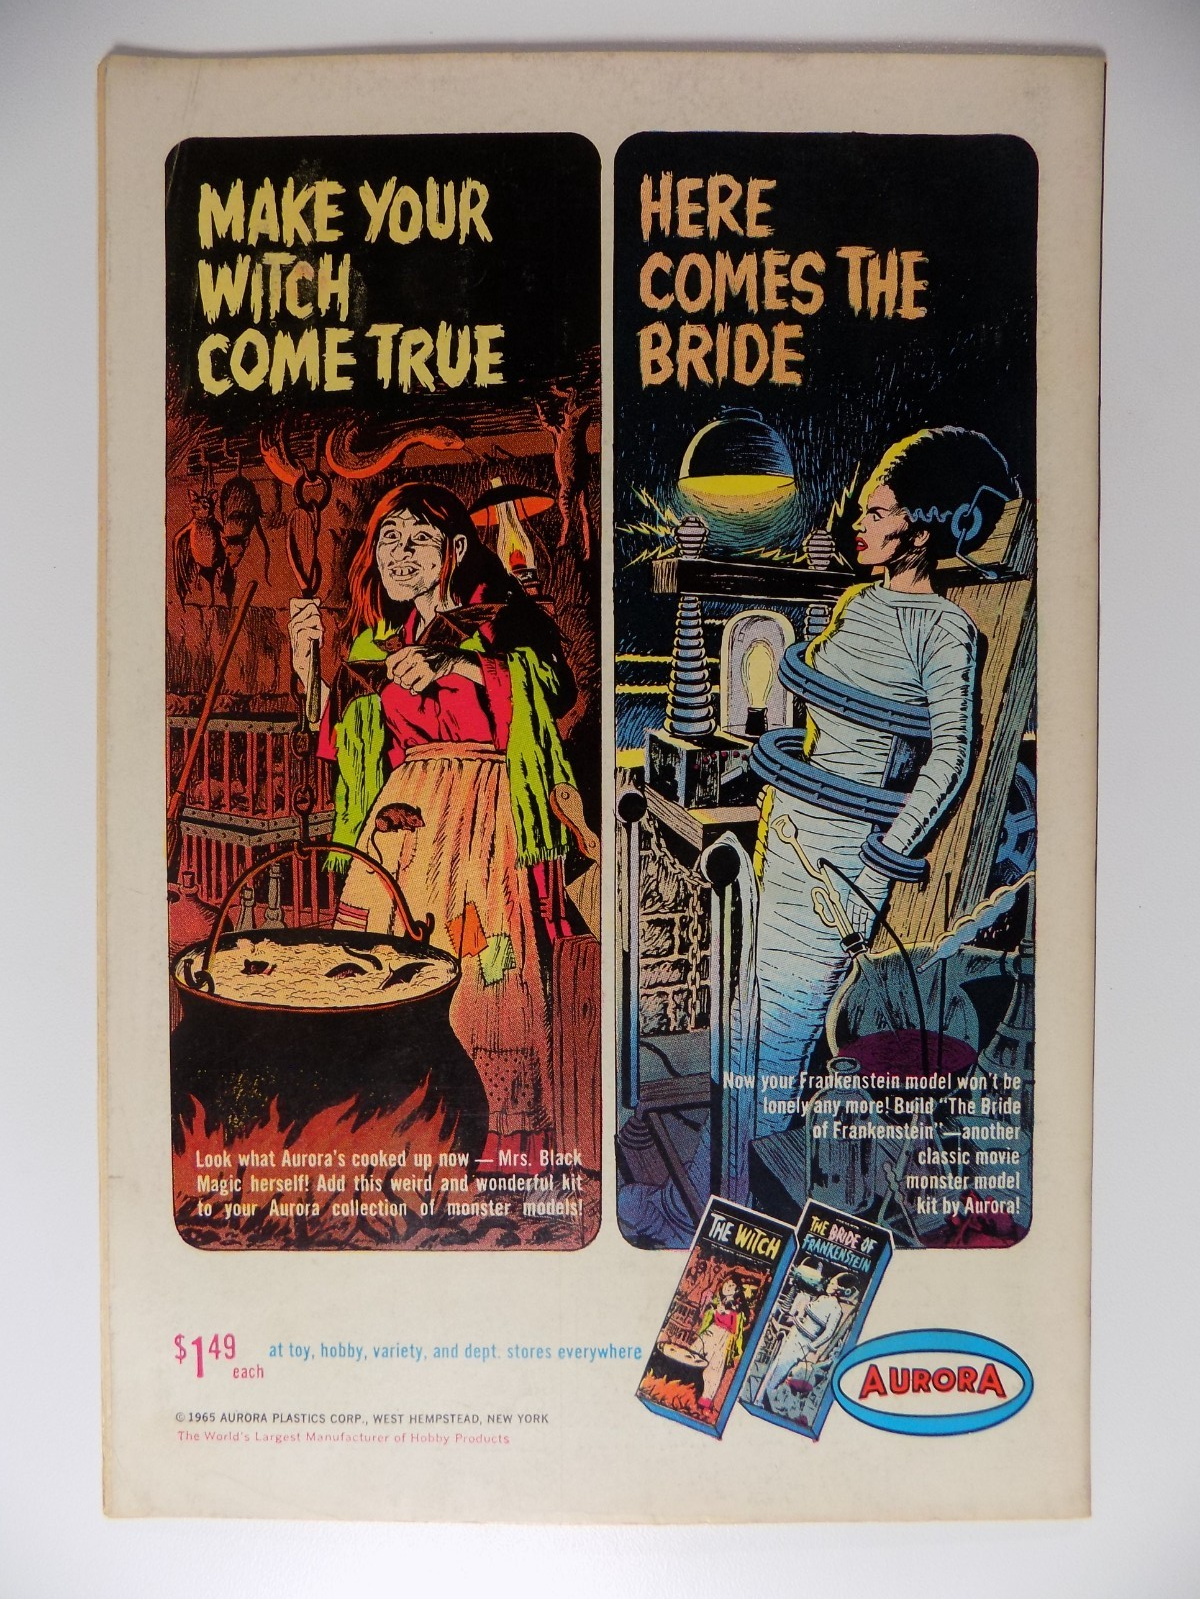 MAKE YOUR
WITCH
COME TRUE
Look what Aurora's cooked up now — Mrs. Black
Magic herself! Add this weird and wonderful kit
to your Aurora collection of monster models!
HERE
COMES THE
BRIDE
Now your Frankenstein model won't be
lonely any more! Build "The Bride
of Frankenstein"—another
classic movie
monster model
kit by Aurora!
THE WITCH
THE BRIDE OF
FRANKENSTEIN
$1.49 each
at toy, hobby, variety, and dept. stores everywhere
AURORA
© 1965 AURORA PLASTICS CORP., WEST HEMPSTEAD, NEW YORK
The World's Largest Manufacturer of Hobby Products